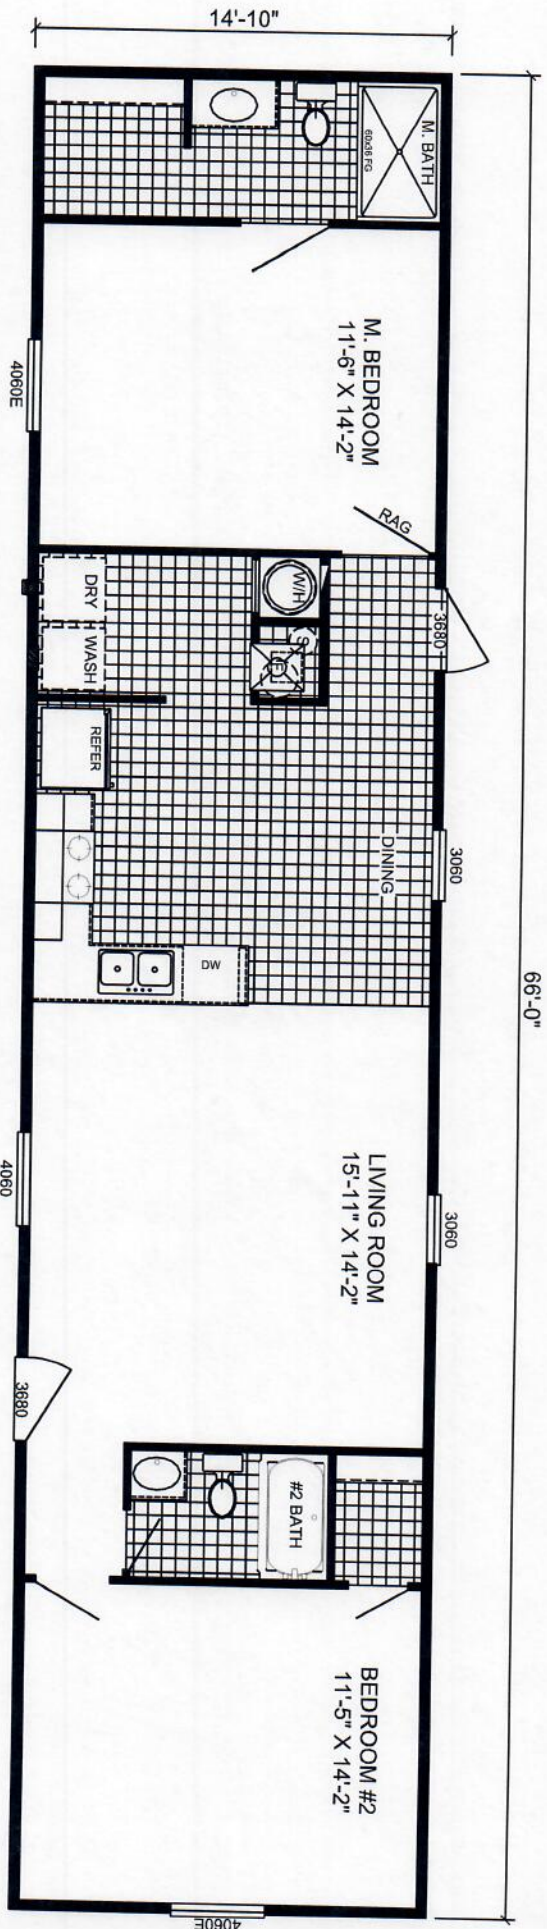 14'-10"
M. BATH
60x36 FG
M. BEDROOM
11'-6" X 14'-2"
4060E
RAG
3680
W/H
DRY
WASH
REFER
DINING
3060
DW
66'-0"
LIVING ROOM
15'-11" X 14'-2"
3060
4060
3680
#2 BATH
BEDROOM #2
11'-5" X 14'-2"
4060E